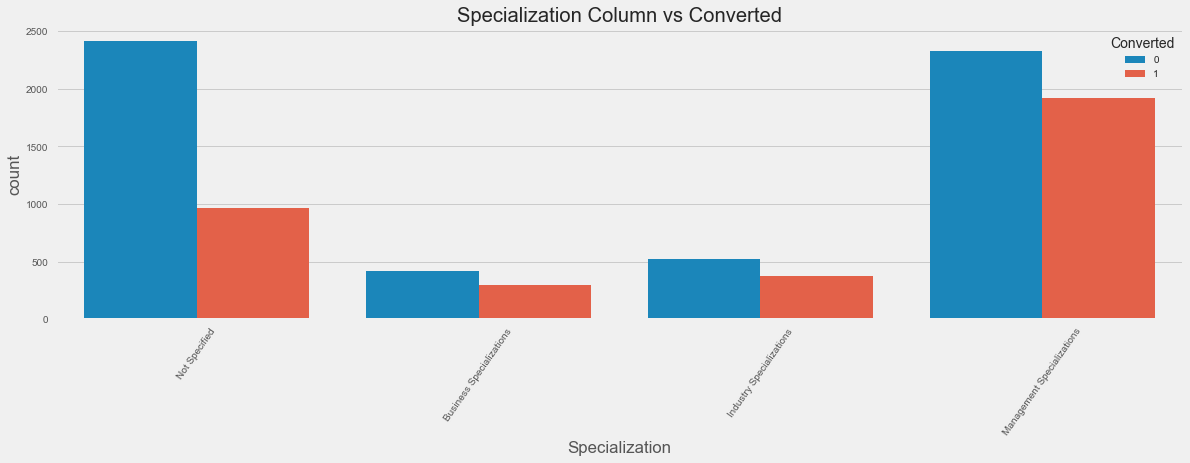 Specialization Column vs Converted
Converted
0
1
count
2500
2000
1500
1000
500
0
Not Specified
Business Specializations
Industry Specializations
Management Specializations
Specialization